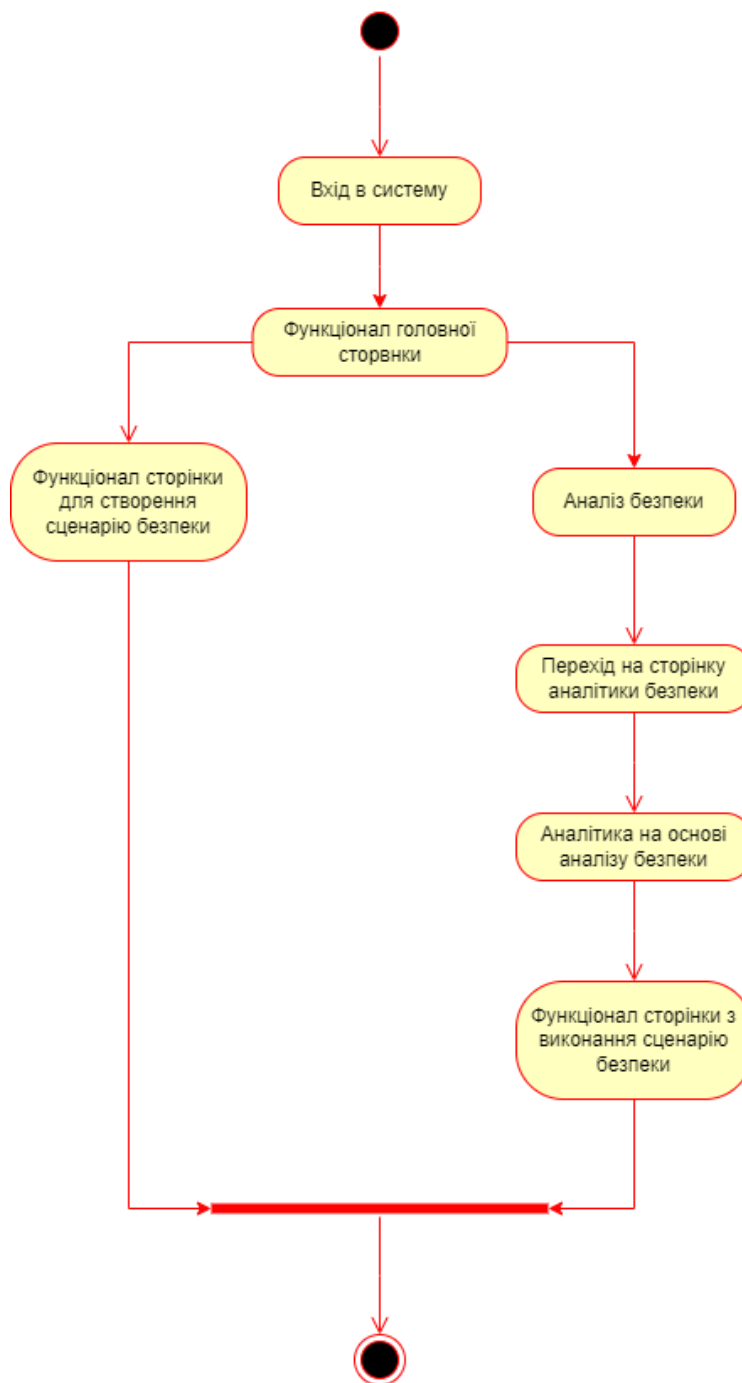 Вхід в систему
Функціонал головної
сторвнки
Функціонал сторінки
для створення
сценарію безпеки
Аналіз безпеки
Перехід на сторінку
аналітики безпеки
Аналітика на основі
аналізу безпеки
Функціонал сторінки з
виконання сценарію
безпеки